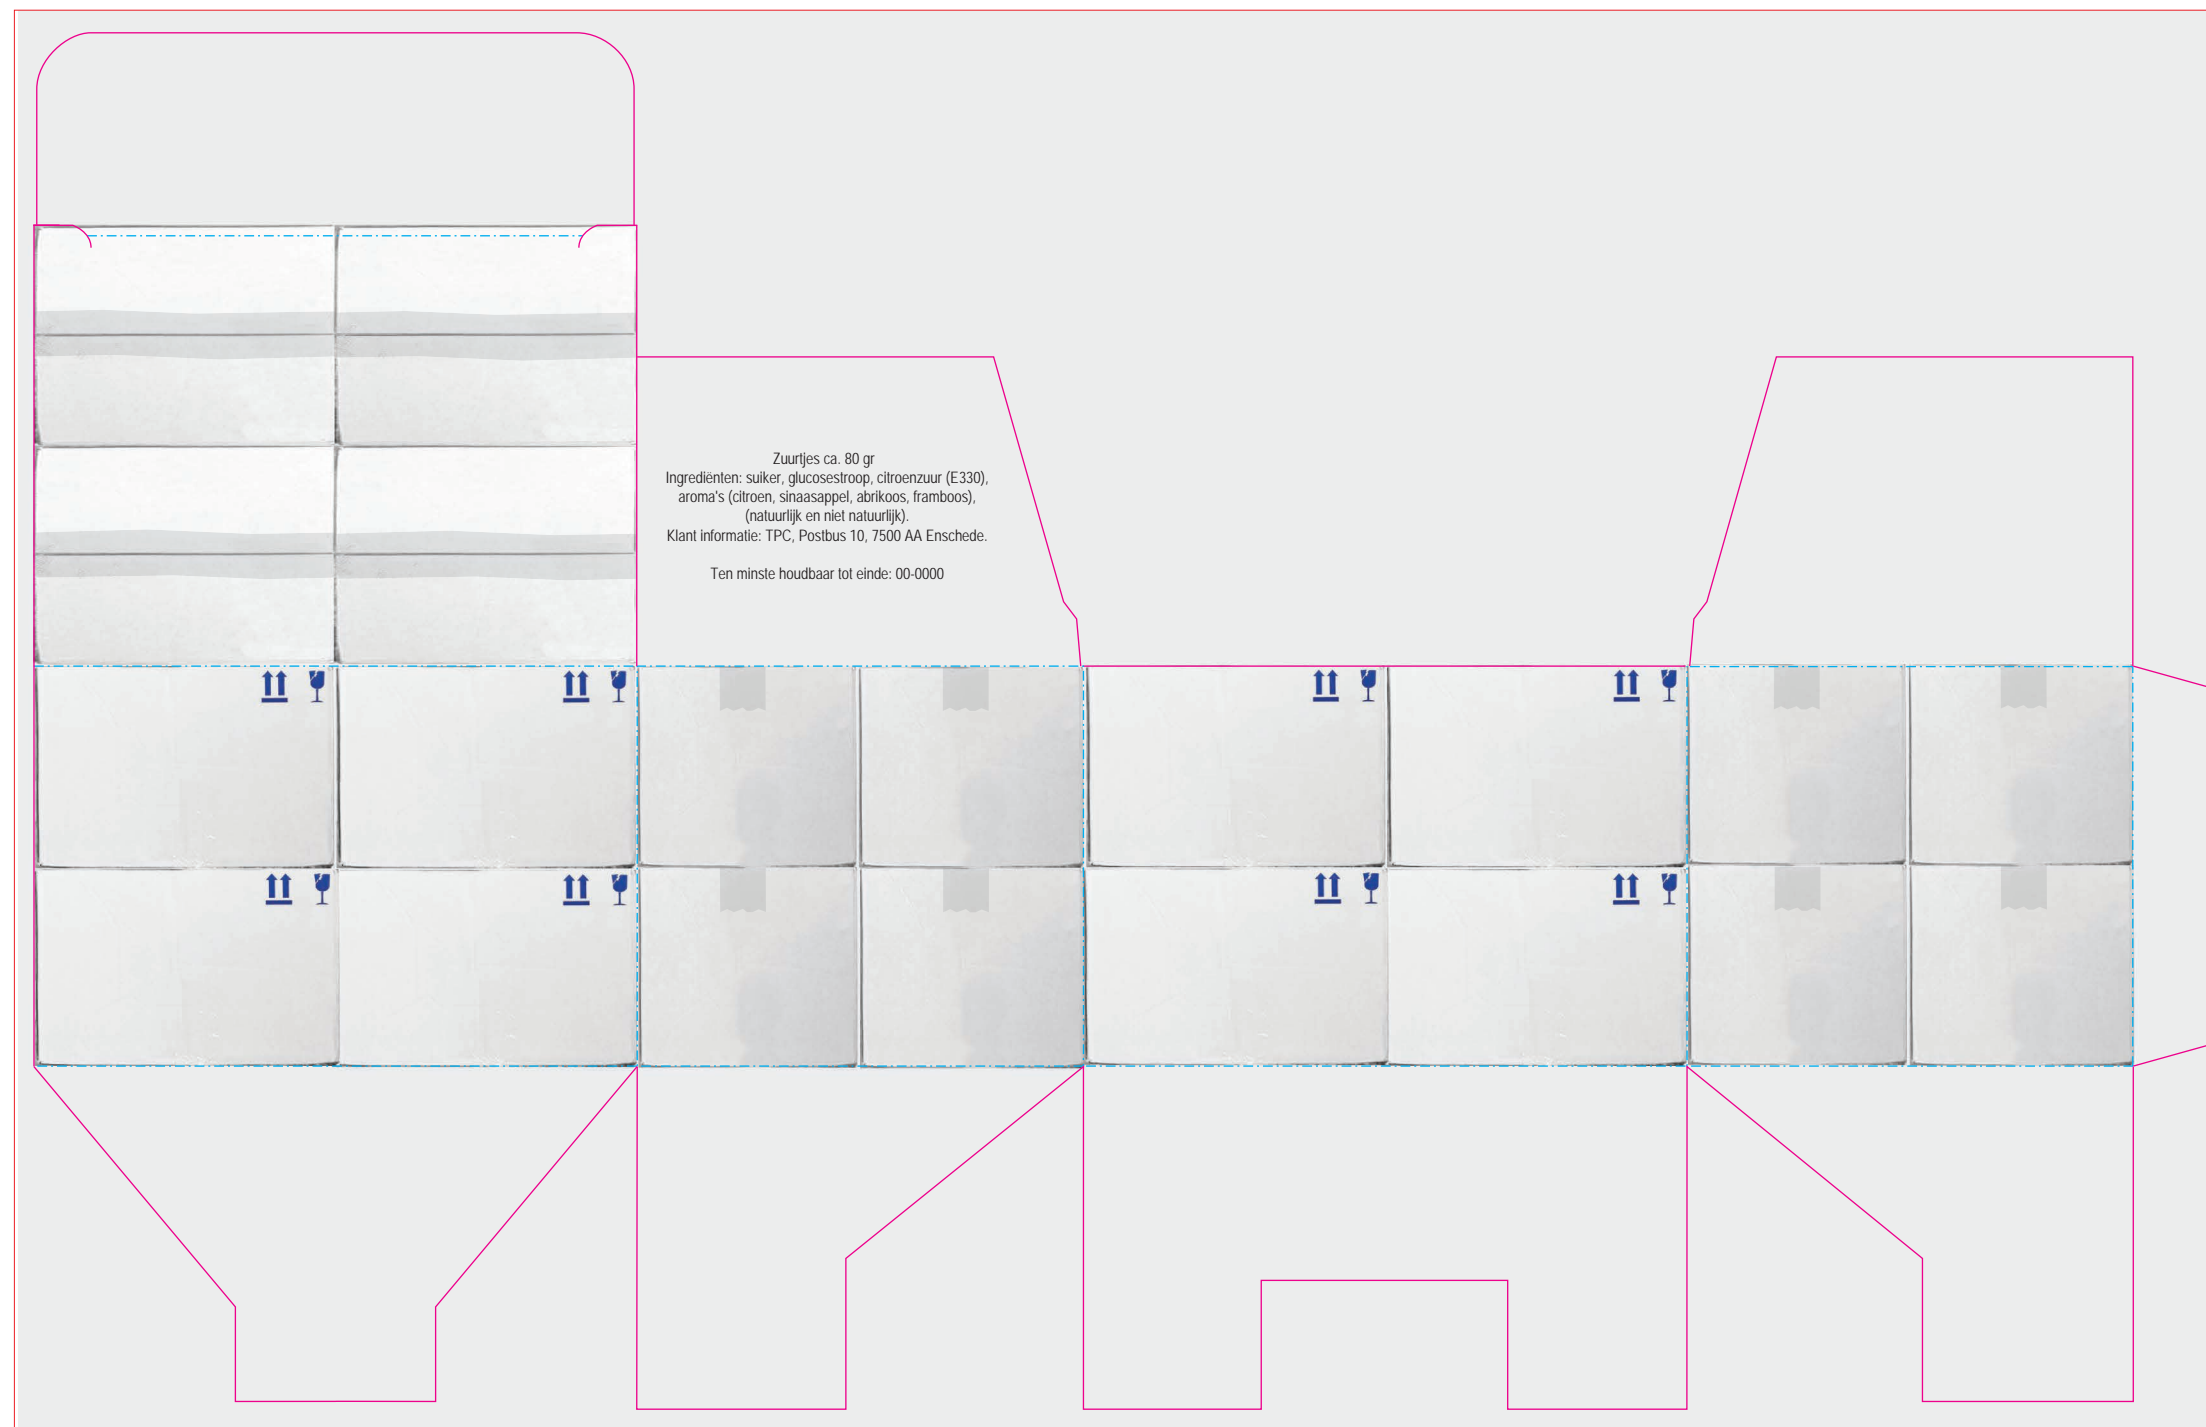 Zuurtjes ca. 80 gr
Ingrediënten: suiker, glucosestroop, citroenzuur (E330),
aroma's (citroen, sinaasappel, abrikoos, framboos),
(natuurlijk en niet natuurlijk).
Klant informatie: TPC, Postbus 10, 7500 AA Enschede.
Ten minste houdbaar tot einde: 00-0000